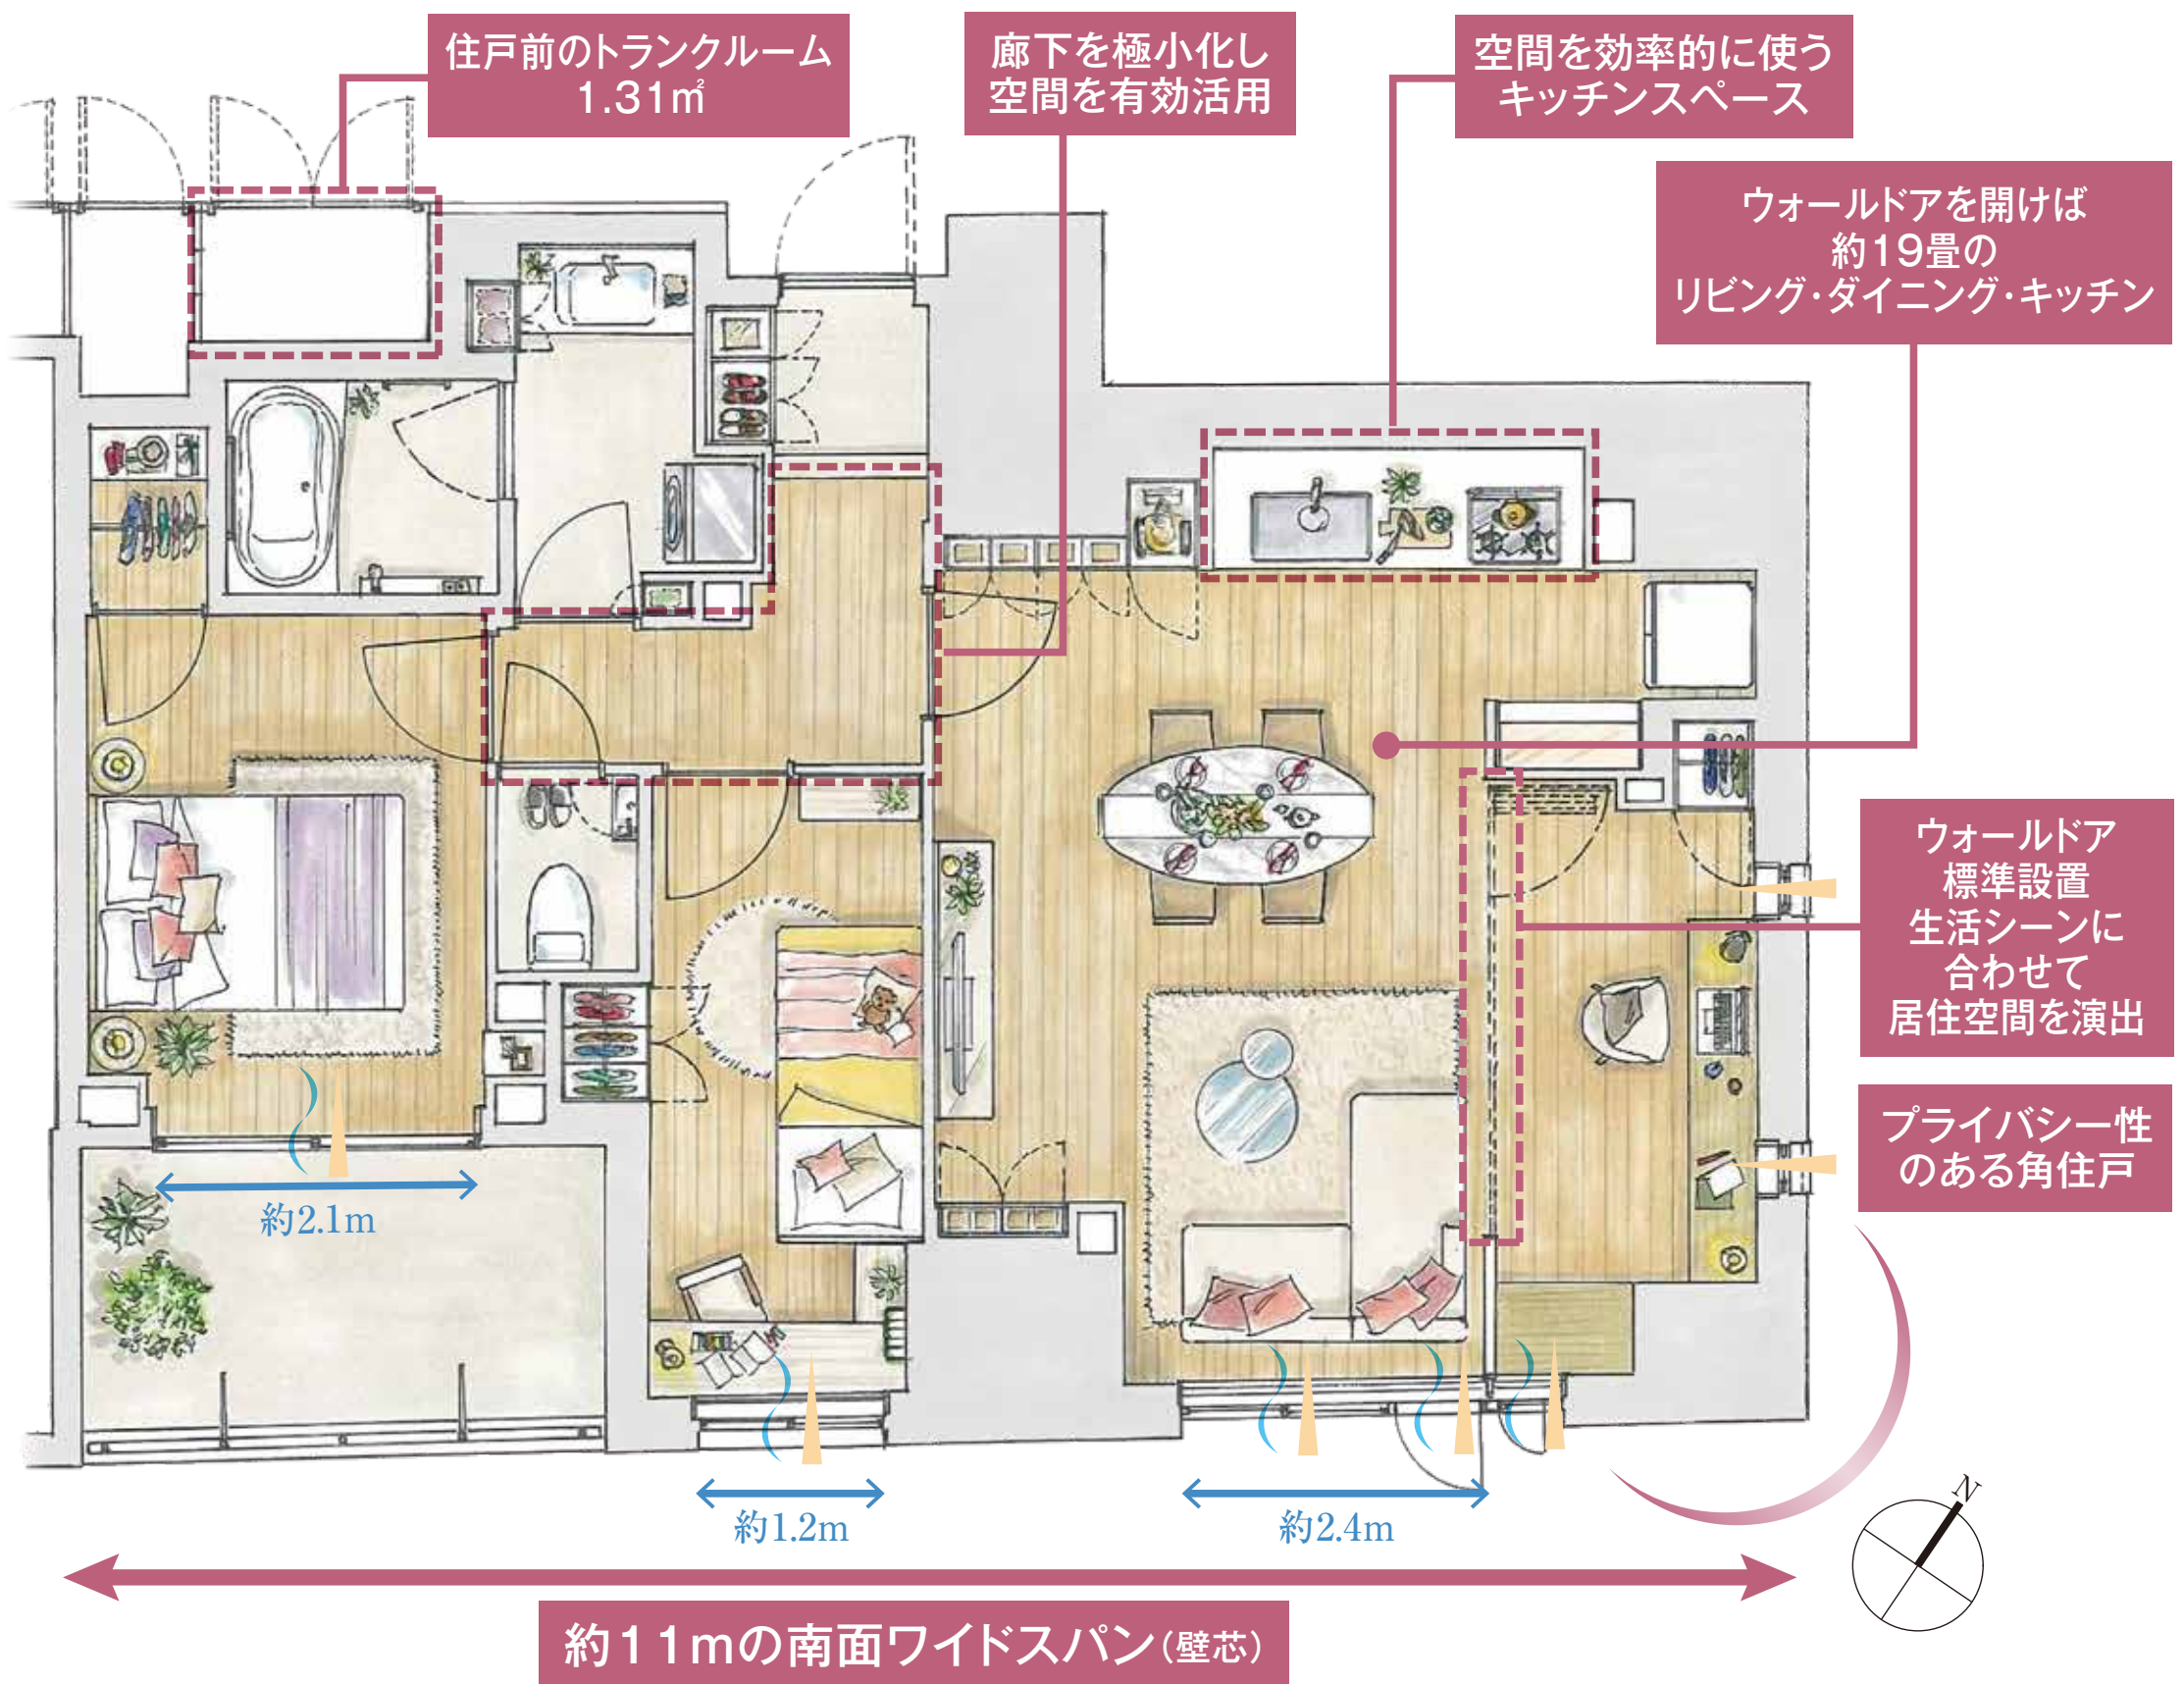 住戸前のトランクルーム
1.31㎡
廊下を極小化し
空間を有効活用
空間を効率的に使う
キッチンスペース
ウォールドアを開けば
約19畳の
リビング・ダイニング・キッチン
ウォールドア
標準設置
生活シーンに
合わせて
居住空間を演出
プライバシー性
のある角住戸
約2.1m
約1.2m
約2.4m
N
約11mの南面ワイドスパン(壁芯)